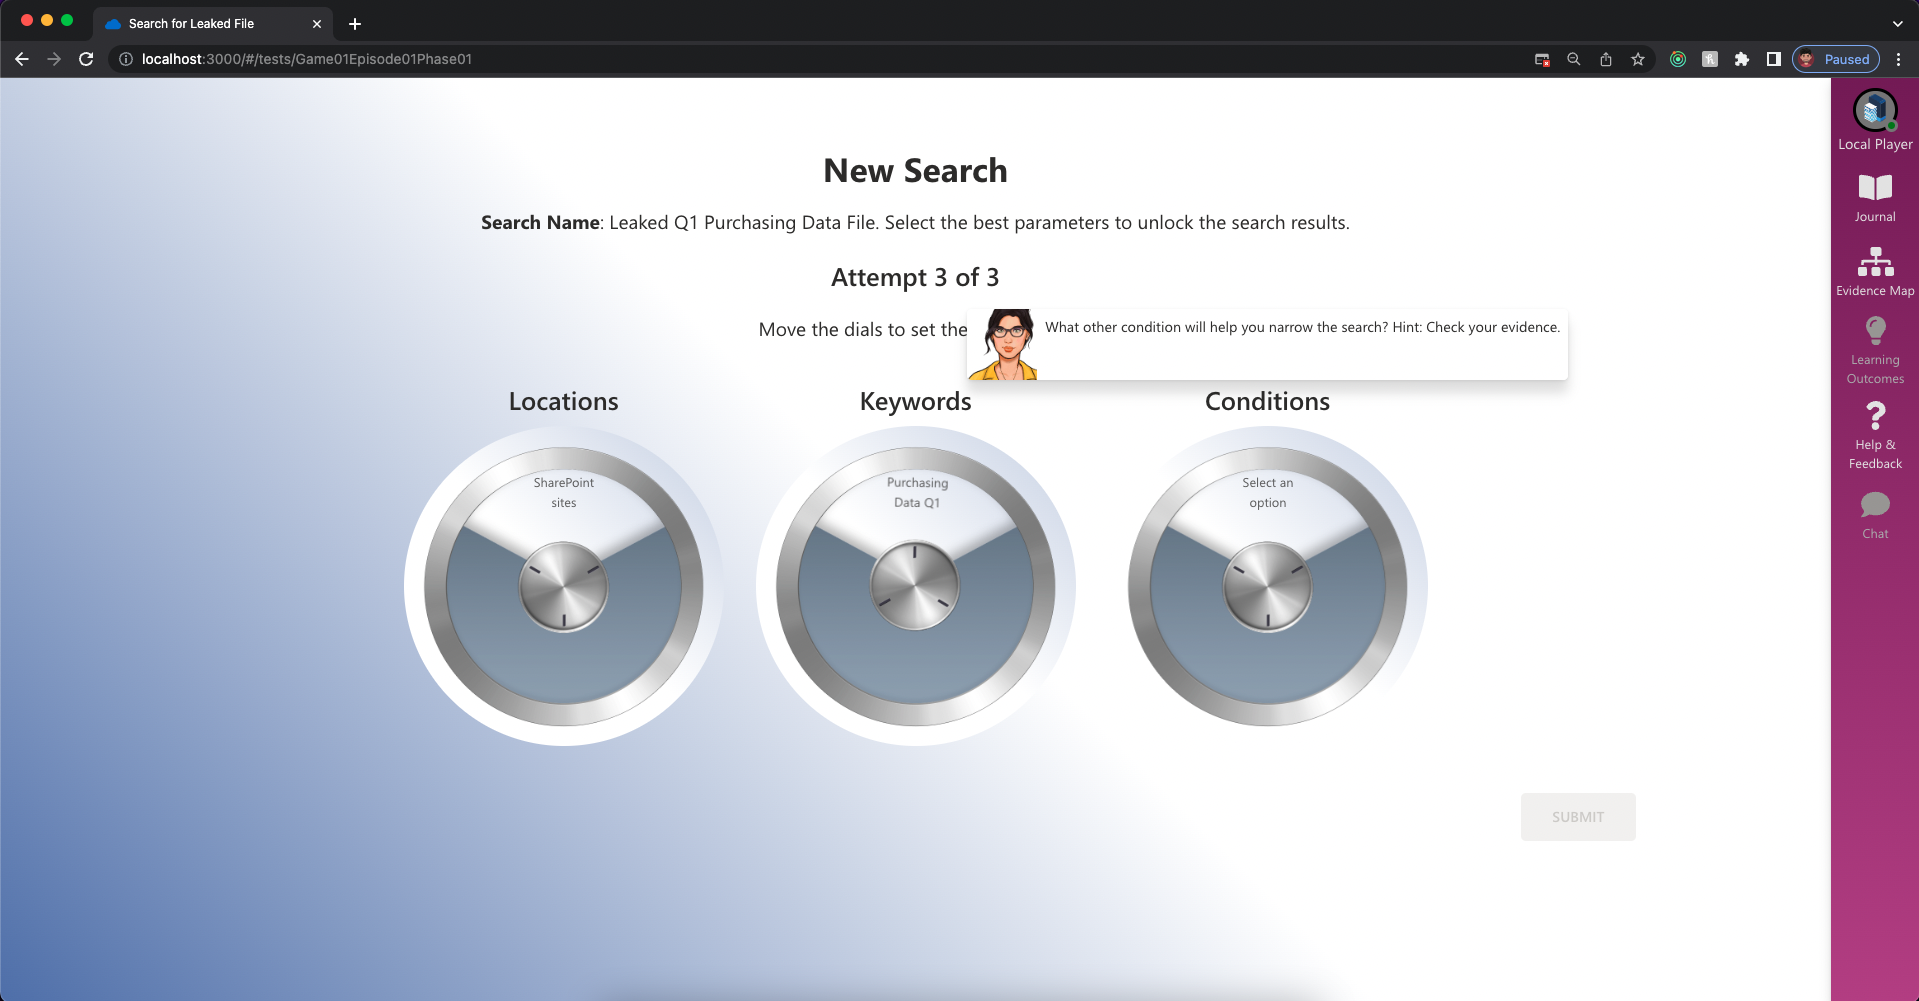 Search for Leaked File
localhost:3000/#/tests/Game01Episode01Phase01
Paused
New Search
Search Name: Leaked Q1 Purchasing Data File. Select the best parameters to unlock the search results.
Attempt 3 of 3
Move the dials to set the
What other condition will help you narrow the search? Hint: Check your evidence.
Locations
Keywords
Conditions
SharePoint
sites
Purchasing
Data Q1
Select an
option
SUBMIT
Local Player
Journal
Evidence Map
Learning
Outcomes
Help &
Feedback
Chat